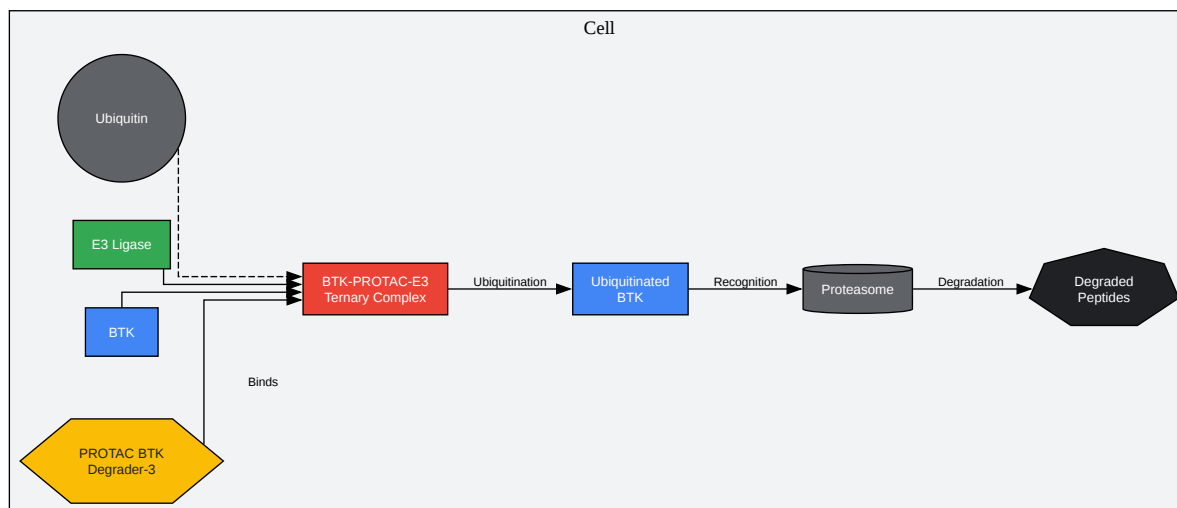 Cell
Ubiquitin
E3 Ligase
BTK
PROTAC BTK
Degrader-3
Binds
BTK-PROTAC-E3
Ternary Complex
Ubiquitination
Ubiquitinated
BTK
Recognition
Proteasome
Degradation
Degraded
Peptides